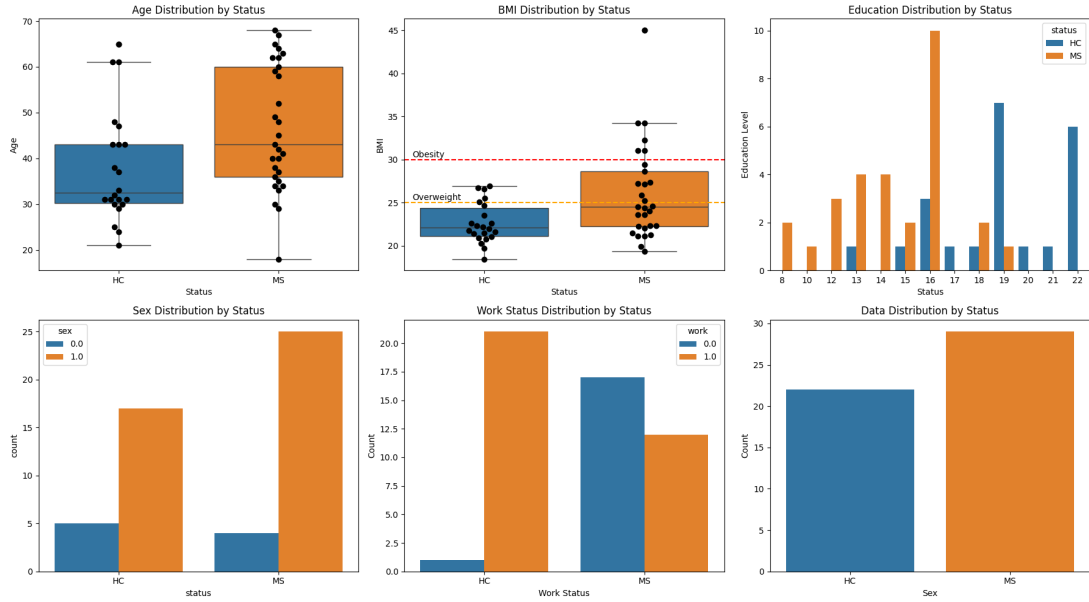 Age Distribution by Status
70
60
50
40
30
20
Age
HC
MS
Status
BMI Distribution by Status
45
40
35
30
25
20
BMI
Obesity
Overweight
HC
MS
Status
Education Distribution by Status
status
HC
MS
10
8
6
4
2
0
Education Level
8 10 12 13 14 15 16 17 18 19 20 21 22
Status
Sex Distribution by Status
sex
0.0
1.0
25
20
15
10
5
0
count
HC
MS
status
Work Status Distribution by Status
work
0.0
1.0
20.0
17.5
15.0
12.5
10.0
7.5
5.0
2.5
0.0
Count
HC
MS
Work Status
Data Distribution by Status
30
25
20
15
10
5
0
Count
HC
MS
Sex